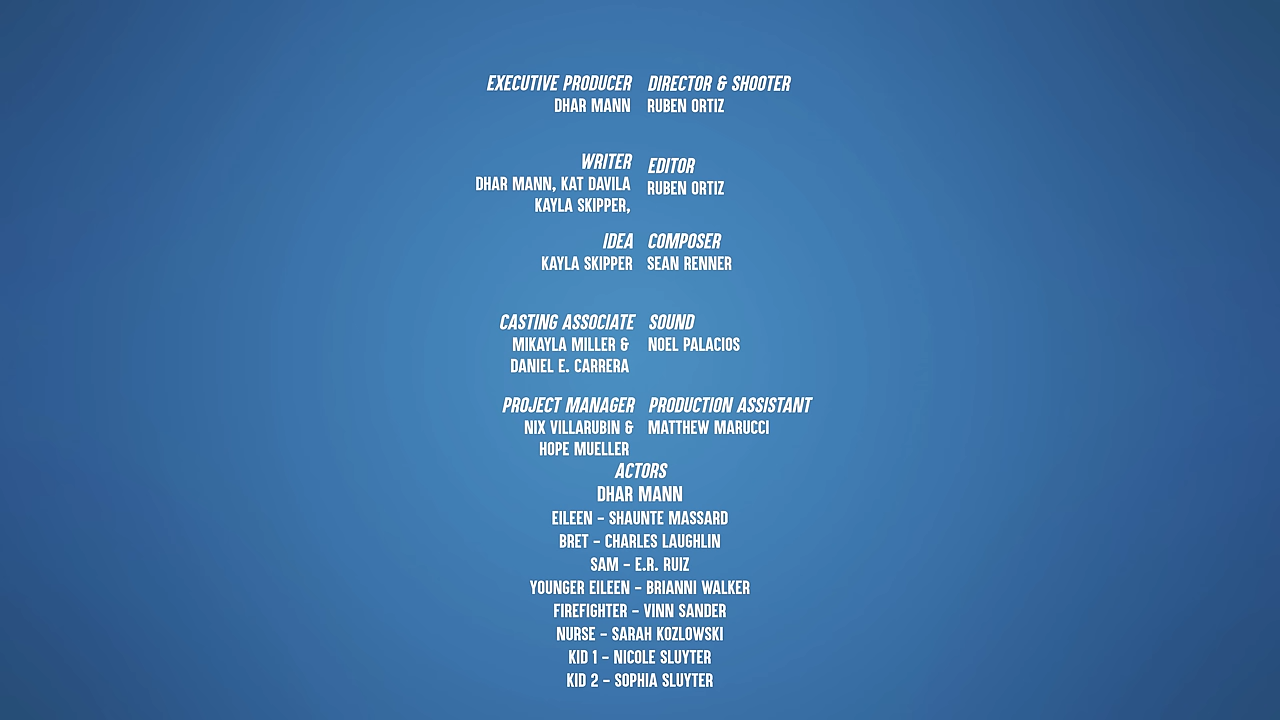 EXECUTIVE PRODUCER
DHAR MANN
DIRECTOR & SHOOTER
RUBEN ORTIZ
WRITER
DHAR MANN, KAT DAVILA
KAYLA SKIPPER,
EDITOR
RUBEN ORTIZ
IDEA
KAYLA SKIPPER
COMPOSER
SEAN RENNER
CASTING ASSOCIATE
MIKAYLA MILLER &
DANIEL E. CARRERA
SOUND
NOEL PALACIOS
PROJECT MANAGER
NIX VILLARUBIN &
HOPE MUELLER
PRODUCTION ASSISTANT
MATTHEW MARUCCI
ACTORS
DHAR MANN
EILEEN – SHAUNTE MASSARD
BRET – CHARLES LAUGHLIN
SAM – E.R. RUIZ
YOUNGER EILEEN – BRIANNI WALKER
FIREFIGHTER – VINN SANDER
NURSE – SARAH KOZLOWSKI
KID 1 – NICOLE SLUYTER
KID 2 – SOPHIA SLUYTER